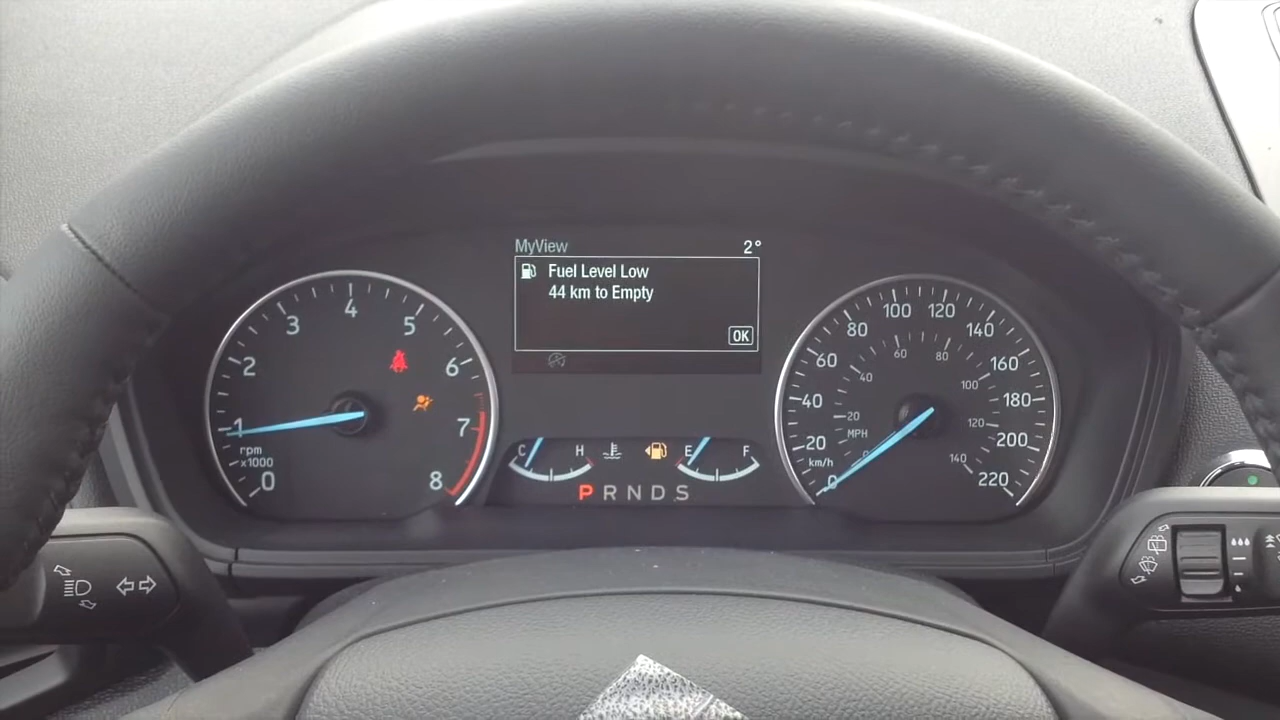 MyView 2°
Fuel Level Low
44 km to Empty
OK
0 1 2 3 4 5 6 7 8
rpm
x1000
C H
E F
P R N D S
0 20 40 60 80 100 120 140 160 180 200 220
km/h
0 20 40 60 80 100 120 140
MPH